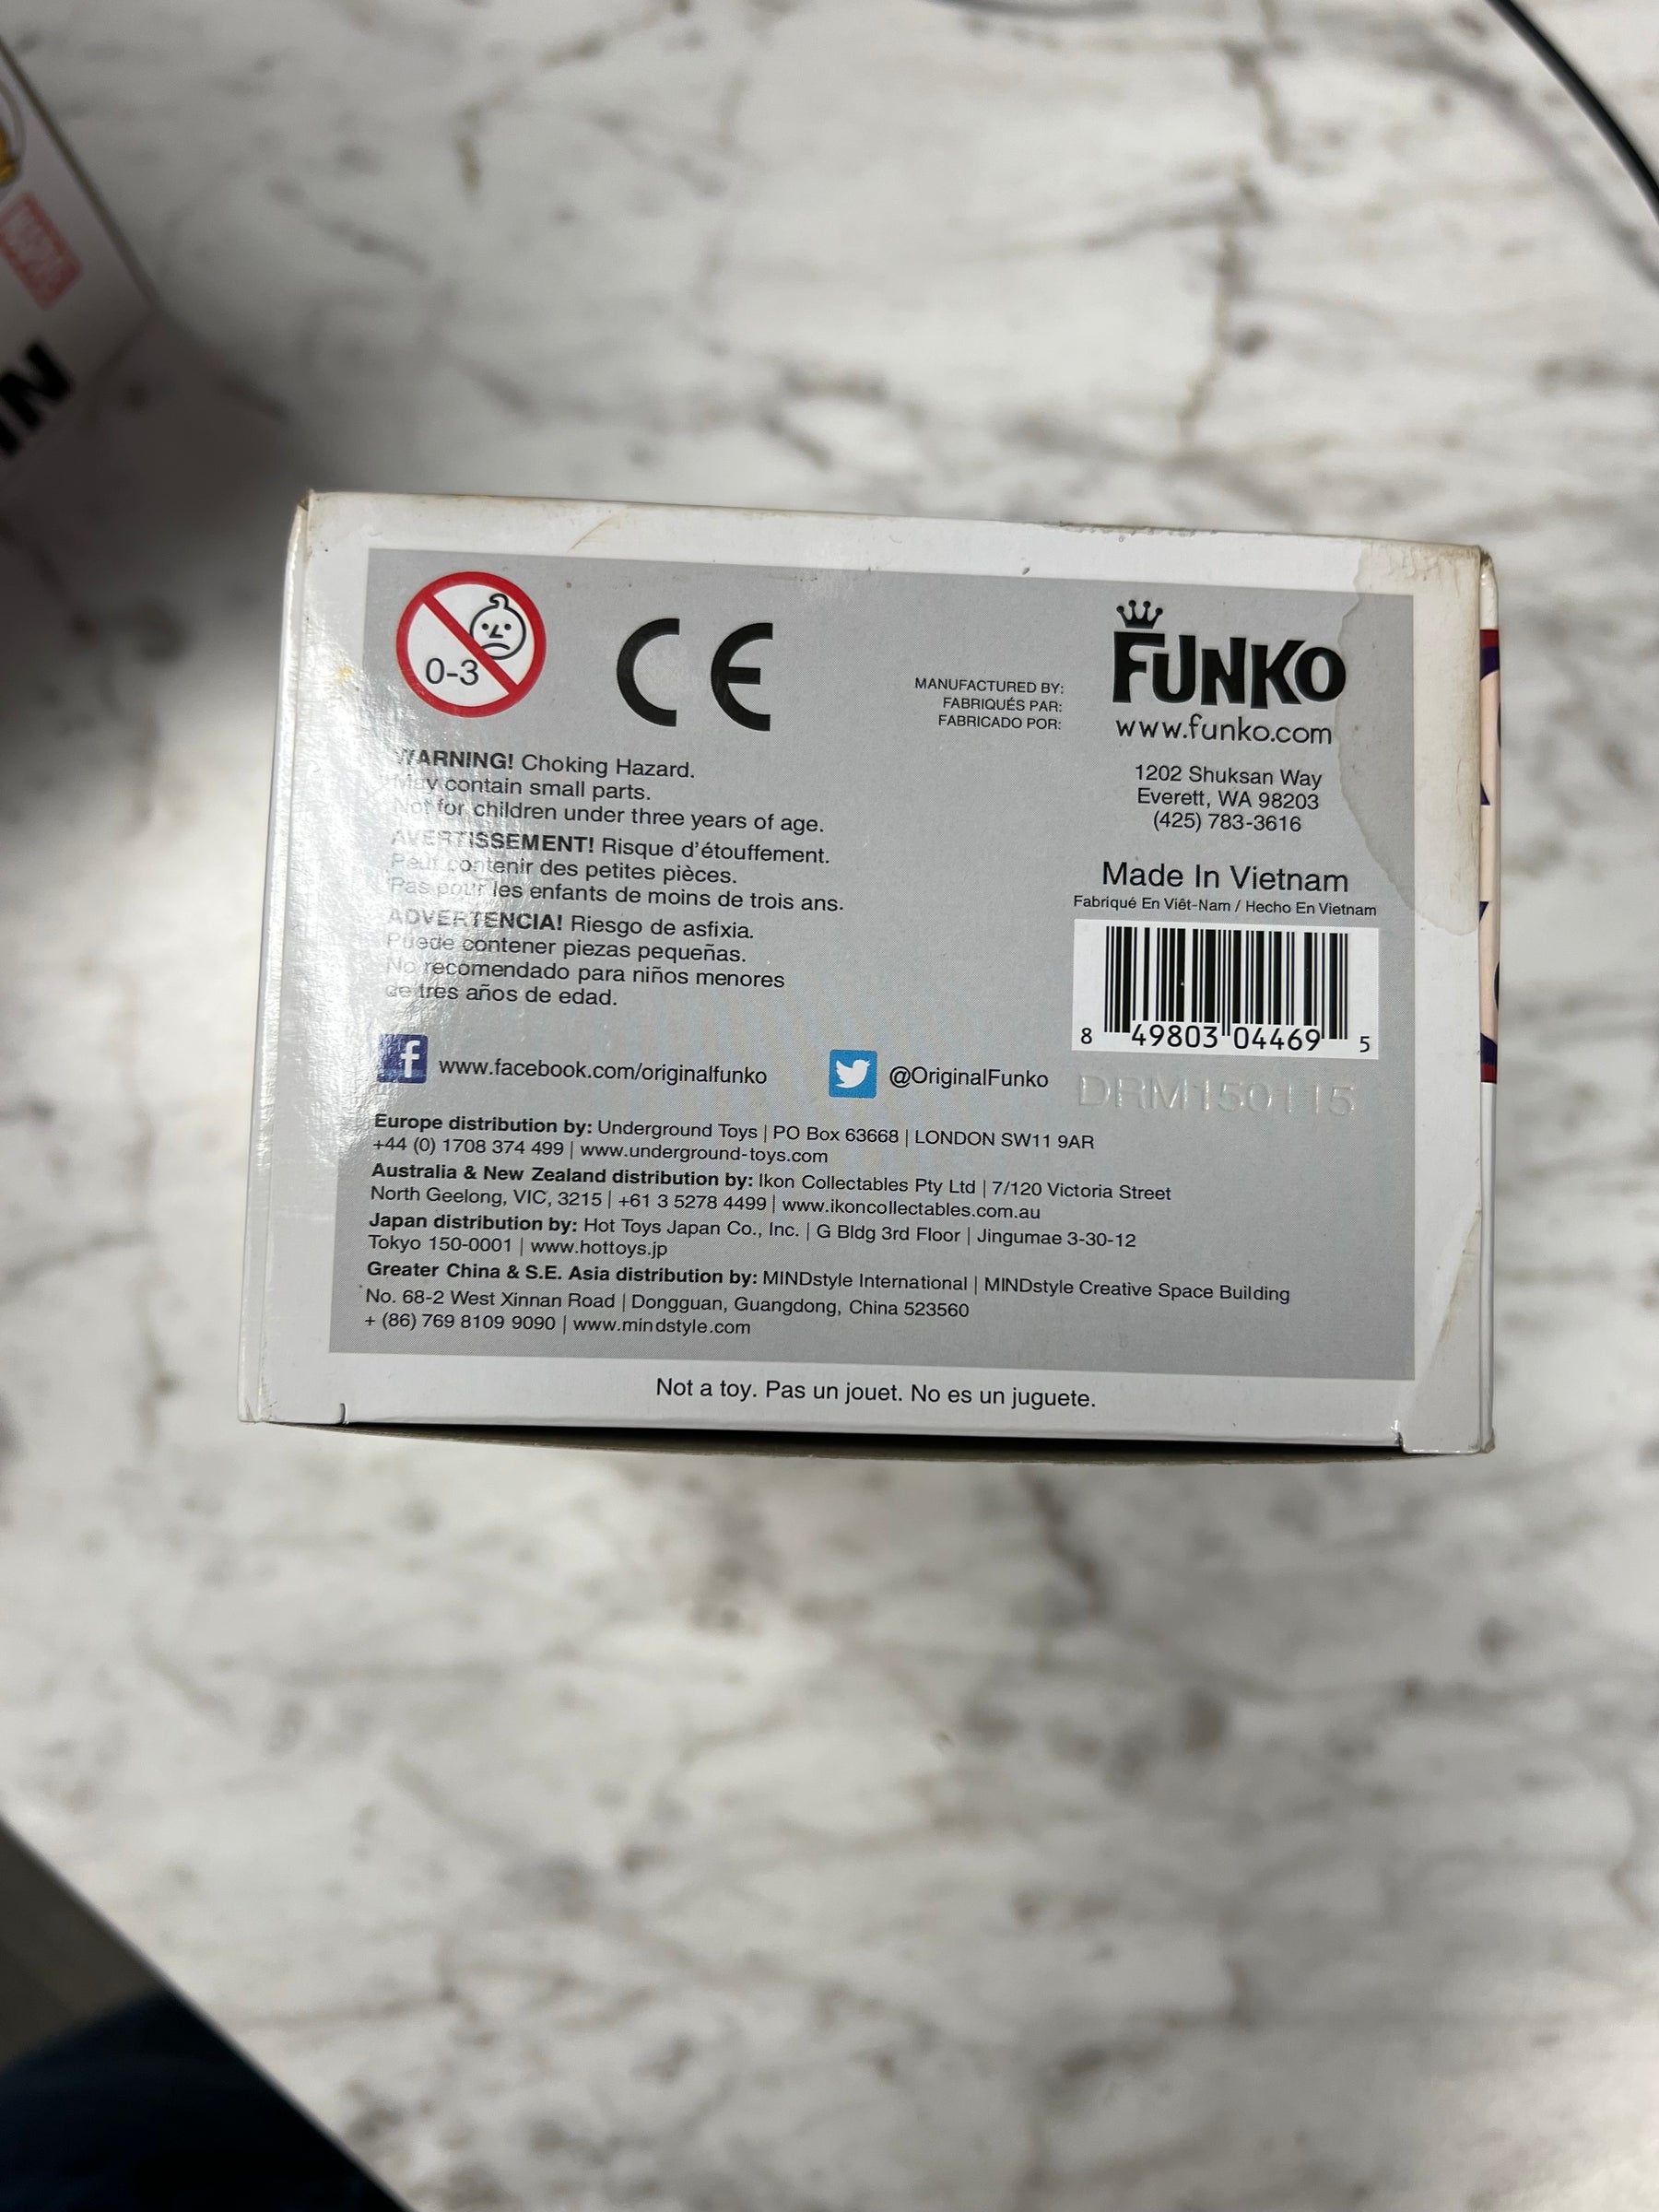 MARVEL
IN
0-3
CE
MANUFACTURED BY:
FABRIQUÉS PAR:
FABRICADO POR:
FUNKO
www.funko.com
1202 Shuksan Way
Everett, WA 98203
(425) 783-3616
WARNING! Choking Hazard.
May contain small parts.
Not for children under three years of age.
AVERTISSEMENT! Risque d'étouffement.
Peut contenir des petites pièces.
Pas pour les enfants de moins de trois ans.
ADVERTENCIA! Riesgo de asfixia.
Puede contener piezas pequeñas.
No recomendado para niños menores
de tres años de edad.
Made In Vietnam
Fabriqué En Viêt-Nam / Hecho En Vietnam
8 49803 04469 5
f www.facebook.com/originalfunko
@OriginalFunko
DRM150115
Europe distribution by: Underground Toys | PO Box 63668 | LONDON SW11 9AR
+44 (0) 1708 374 499 | www.underground-toys.com
Australia & New Zealand distribution by: Ikon Collectables Pty Ltd | 7/120 Victoria Street
North Geelong, VIC, 3215 | +61 3 5278 4499 | www.ikoncollectables.com.au
Japan distribution by: Hot Toys Japan Co., Inc. | G Bldg 3rd Floor | Jingumae 3-30-12
Tokyo 150-0001 | www.hottoys.jp
Greater China & S.E. Asia distribution by: MINDstyle International | MINDstyle Creative Space Building
No. 68-2 West Xinnan Road | Dongguan, Guangdong, China 523560
+ (86) 769 8109 9090 | www.mindstyle.com
Not a toy. Pas un jouet. No es un juguete.